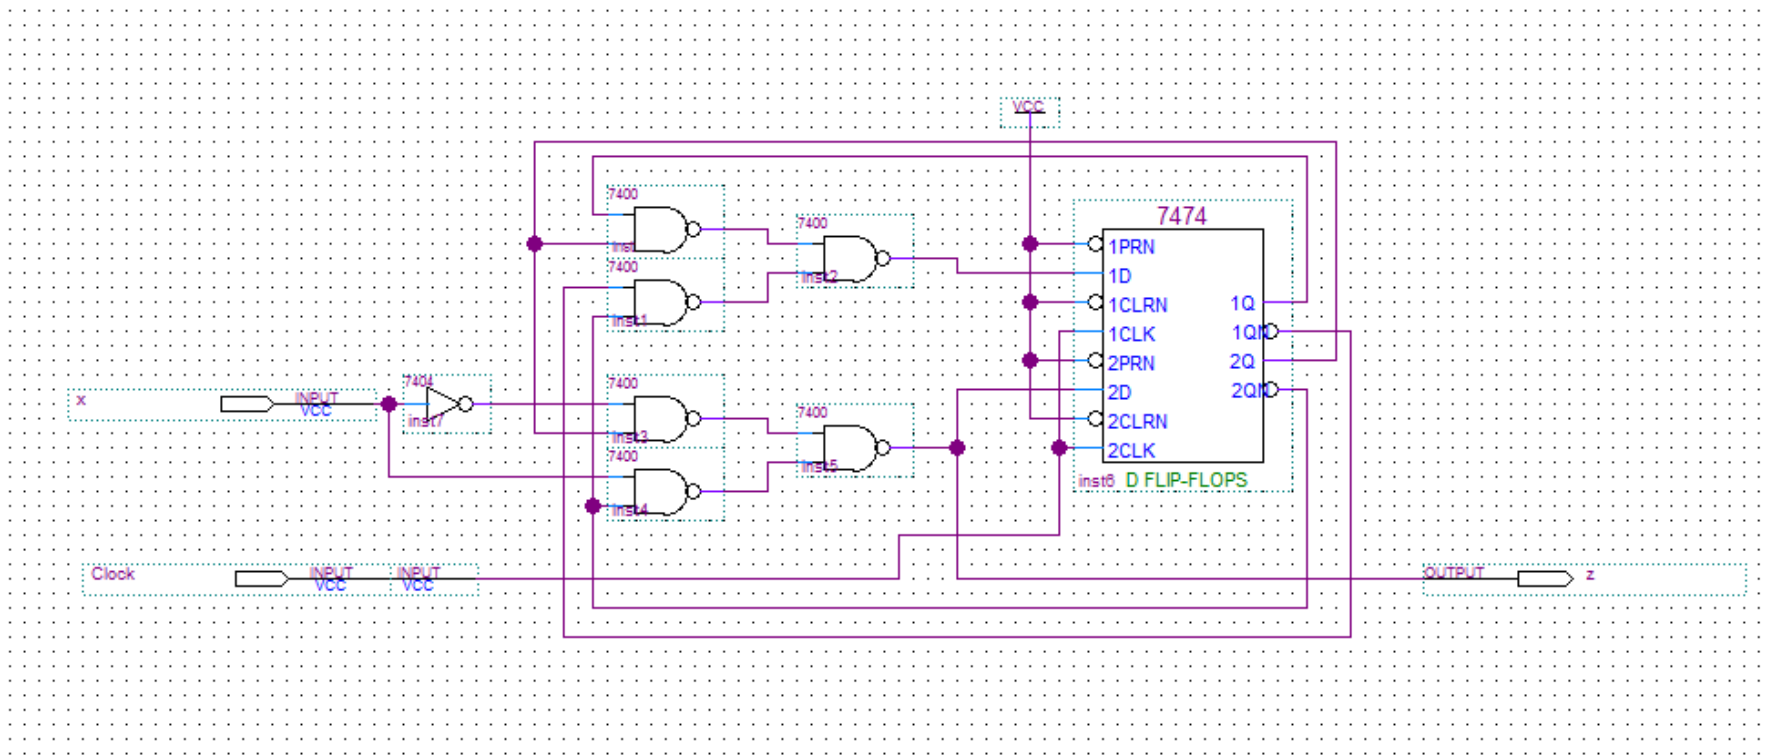 VCC
7400
inst
7400
inst2
7400
inst1
7474
1PRN
1D
1CLRN
1CLK
2PRN
2D
2CLRN
2CLK
1Q
1QN
2Q
2QN
inst6 D FLIP-FLOPS
x
INPUT
VCC
7404
inst7
7400
inst3
7400
inst5
7400
inst4
Clock
INPUT
VCC
INPUT
VCC
OUTPUT
z